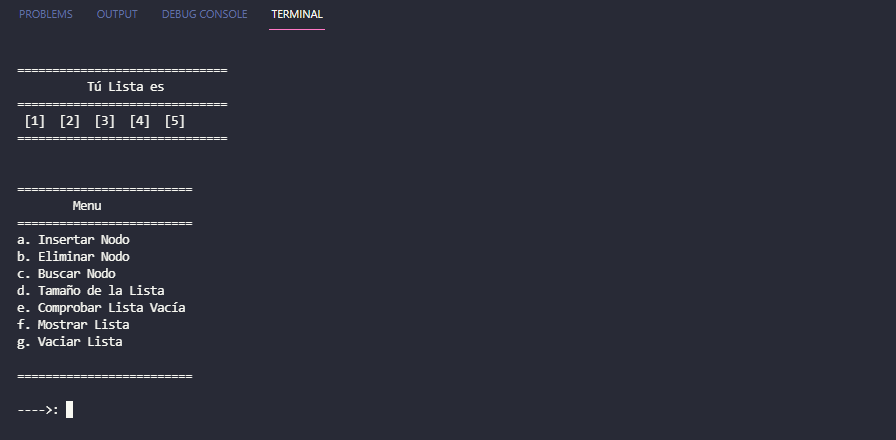 PROBLEMS OUTPUT DEBUG CONSOLE TERMINAL
==============================
Tú Lista es
==============================
[1] [2] [3] [4] [5]
==============================
=========================
Menu
=========================
a. Insertar Nodo
b. Eliminar Nodo
c. Buscar Nodo
d. Tamaño de la Lista
e. Comprobar Lista Vacía
f. Mostrar Lista
g. Vaciar Lista
=========================
---->: